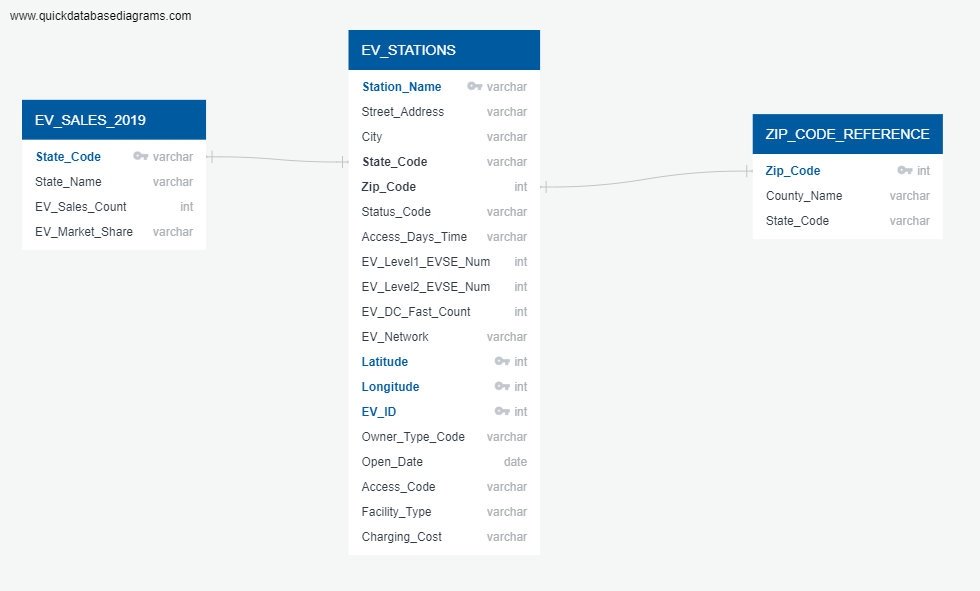 www.quickdatabasediagrams.com
EV_SALES_2019
State_Code varchar
State_Name varchar
EV_Sales_Count int
EV_Market_Share varchar
EV_STATIONS
Station_Name varchar
Street_Address varchar
City varchar
State_Code varchar
Zip_Code int
Status_Code varchar
Access_Days_Time varchar
EV_Level1_EVSE_Num int
EV_Level2_EVSE_Num int
EV_DC_Fast_Count int
EV_Network varchar
Latitude int
Longitude int
EV_ID int
Owner_Type_Code varchar
Open_Date date
Access_Code varchar
Facility_Type varchar
Charging_Cost varchar
ZIP_CODE_REFERENCE
Zip_Code int
County_Name varchar
State_Code varchar